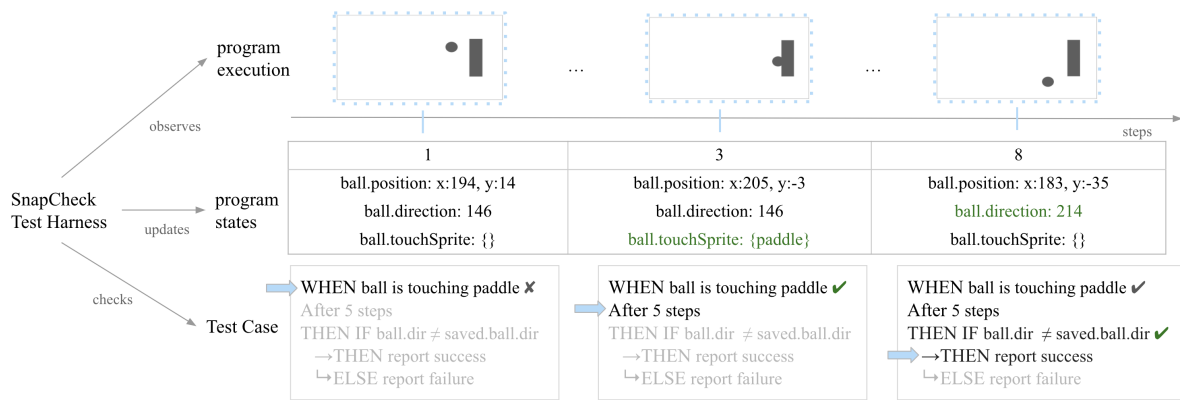 program
execution
...
...
observes
steps
1
3
8
SnapCheck
Test Harness
updates
program
states
ball.position: x:194, y:14
ball.direction: 146
ball.touchSprite: {}
ball.position: x:205, y:-3
ball.direction: 146
ball.touchSprite: {paddle}
ball.position: x:183, y:-35
ball.direction: 214
ball.touchSprite: {}
checks
Test Case
WHEN ball is touching paddle ✘
After 5 steps
THEN IF ball.dir ≠ saved.ball.dir
→THEN report success
↳ELSE report failure
WHEN ball is touching paddle ✔
After 5 steps
THEN IF ball.dir ≠ saved.ball.dir
→THEN report success
↳ELSE report failure
WHEN ball is touching paddle ✔
After 5 steps
THEN IF ball.dir ≠ saved.ball.dir ✔
→THEN report success
↳ELSE report failure